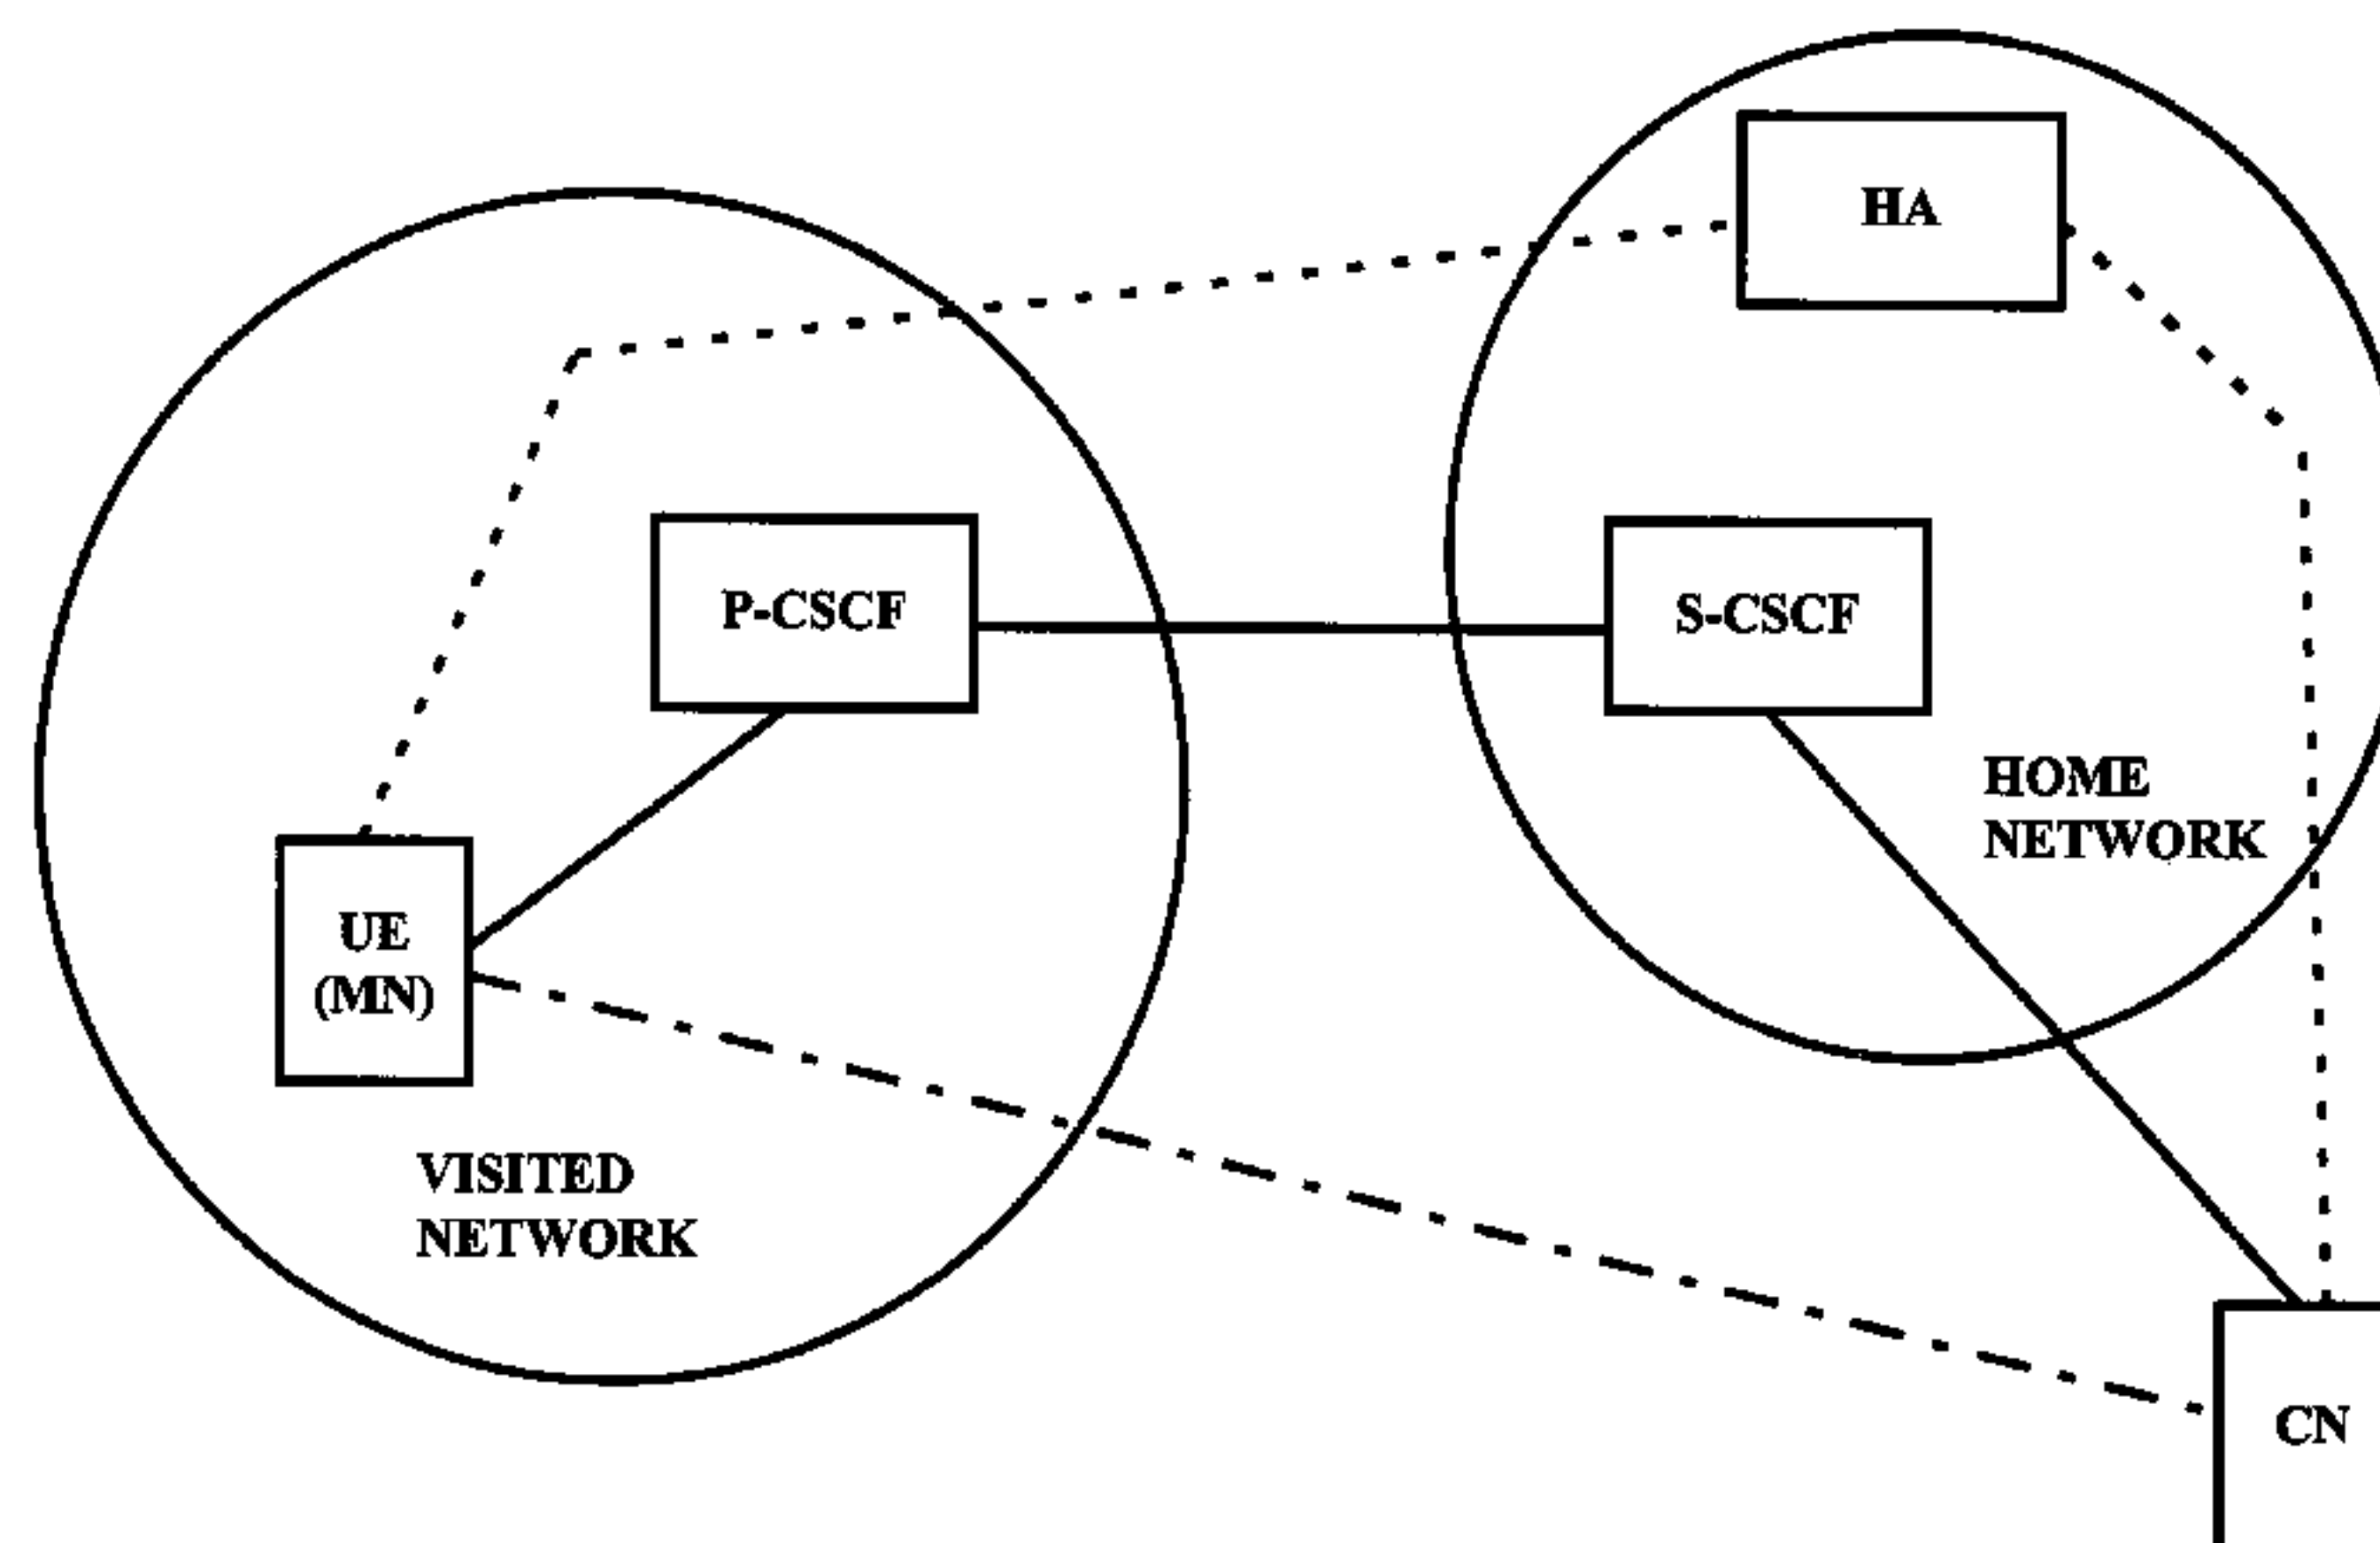 HA
P-CSCF
S-CSCF
HOME
NETWORK
UE
(MN)
VISITED
NETWORK
CN